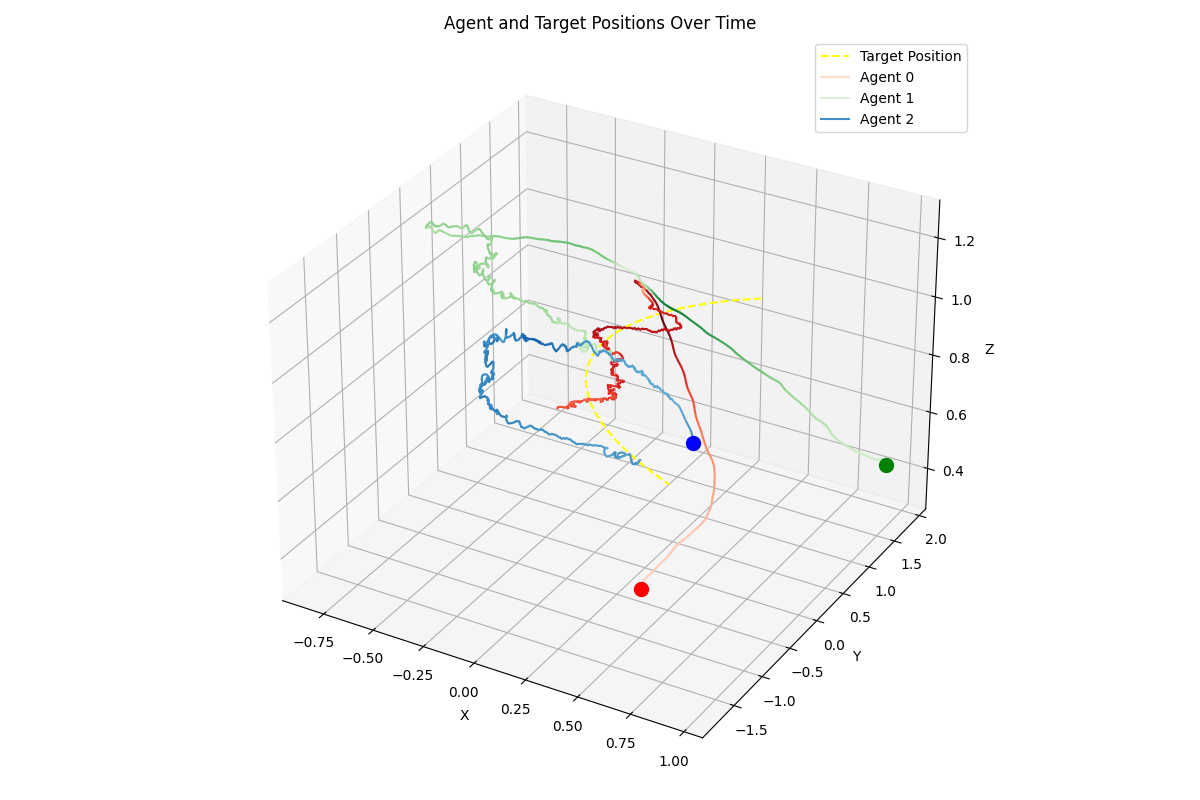 Agent and Target Positions Over Time
Target Position
Agent 0
Agent 1
Agent 2
1.2
1.0
0.8
0.6
0.4
Z
2.0
1.5
1.0
0.5
0.0
−0.5
−1.0
−1.5
Y
−0.75
−0.50
−0.25
0.00
0.25
0.50
0.75
1.00
X